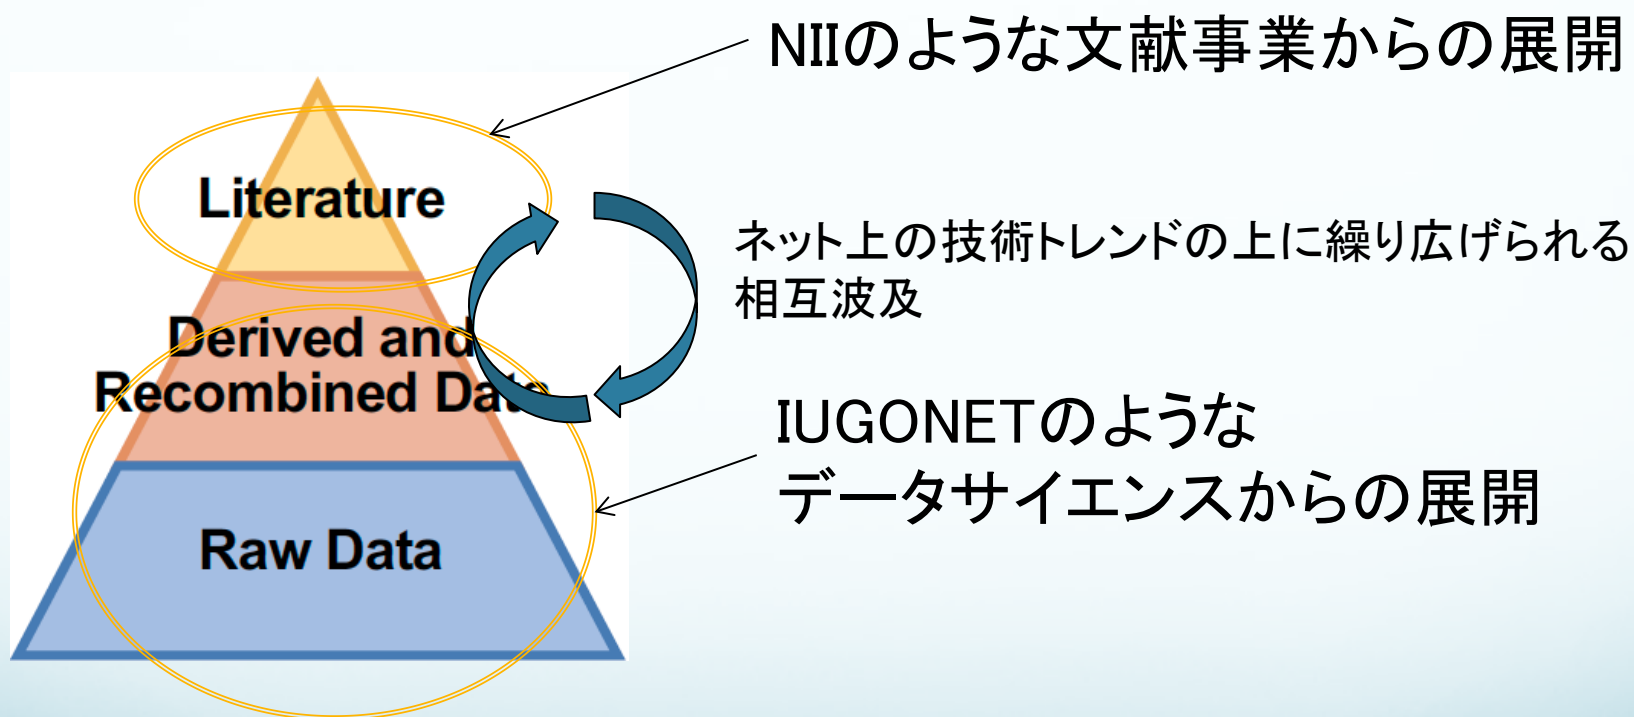 NIIのような文献事業からの展開
Literature
ネット上の技術トレンドの上に繰り広げられる
相互波及
Derived and
Recombined Data
IUGONETのような
データサイエンスからの展開
Raw Data